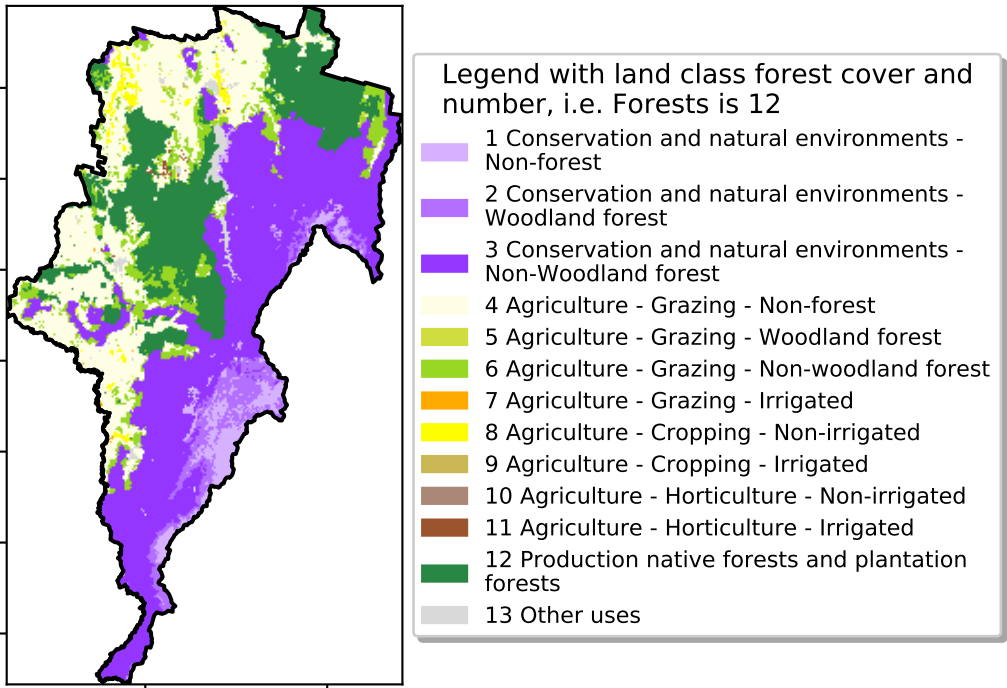 Legend with land class forest cover and
number, i.e. Forests is 12
1 Conservation and natural environments -
Non-forest
2 Conservation and natural environments -
Woodland forest
3 Conservation and natural environments -
Non-Woodland forest
4 Agriculture - Grazing - Non-forest
5 Agriculture - Grazing - Woodland forest
6 Agriculture - Grazing - Non-woodland forest
7 Agriculture - Grazing - Irrigated
8 Agriculture - Cropping - Non-irrigated
9 Agriculture - Cropping - Irrigated
10 Agriculture - Horticulture - Non-irrigated
11 Agriculture - Horticulture - Irrigated
12 Production native forests and plantation
forests
13 Other uses